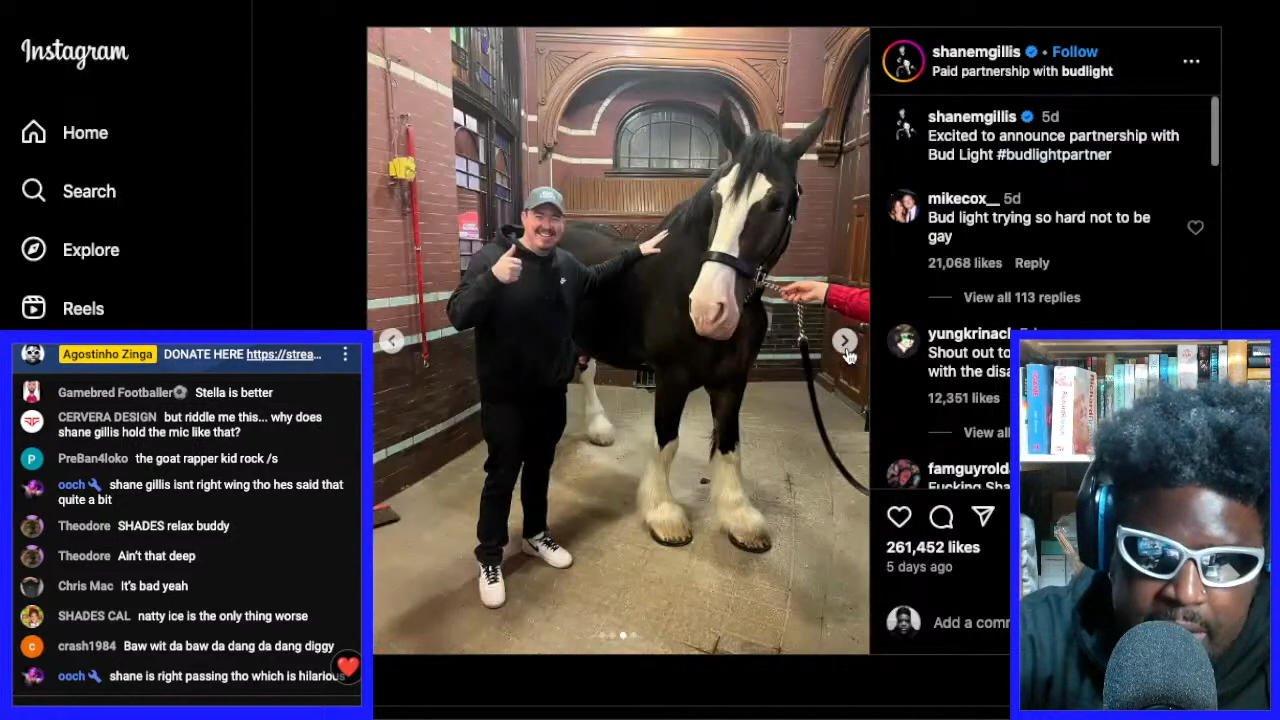 Instagram
Home
Search
Explore
Reels
shanemgillis • Follow
Paid partnership with budlight
shanemgillis 5d
Excited to announce partnership with
Bud Light #budlightpartner
mikecox__ 5d
Bud light trying so hard not to be
gay
21,068 likes Reply
View all 113 replies
Shout out to
with the
12,351 likes
View all
261,452 likes
5 days ago
Add a
Agostinho Zinga DONATE HERE https://strea...
Gamebred Footballer⚽ Stella is better
CERVERA DESIGN but riddle me this... why does
shane gillis hold the mic like that?
P PreBan4loko the goat rapper kid rock /s
ooch shane gillis isnt right wing tho hes said that
quite a bit
Theodore SHADES relax buddy
Theodore Ain't that deep
Chris Mac It's bad yeah
SHADES CAL natty ice is the only thing worse
c crash1984 Baw wit da baw da dang da dang diggy
ooch shane is right passing tho which is hilarious